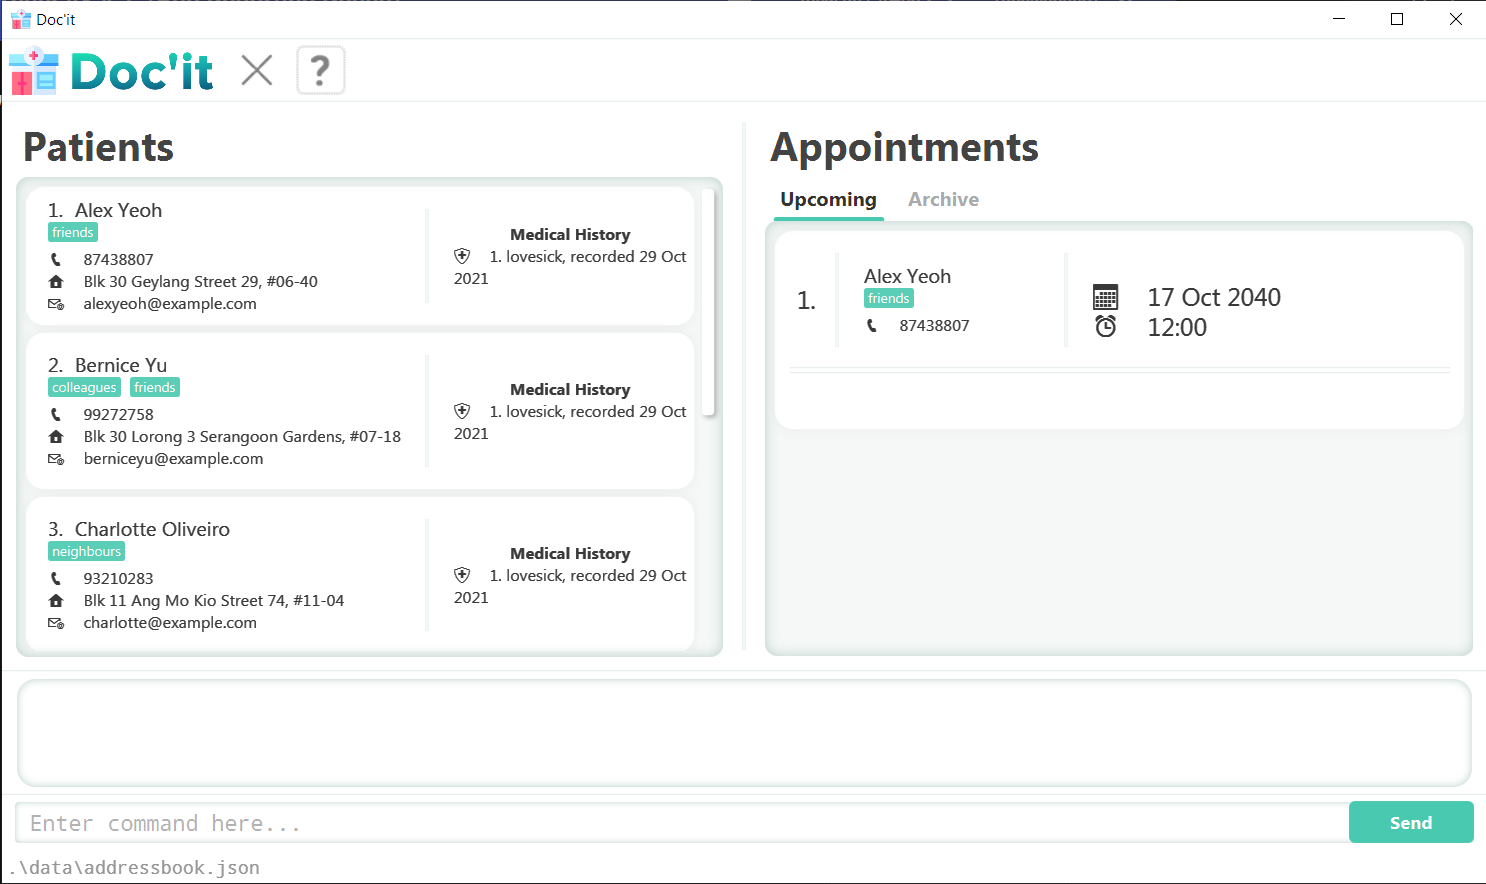 Doc'it
Doc'it
?
Patients
1. Alex Yeoh
friends
87438807
Blk 30 Geylang Street 29, #06-40
alexyeoh@example.com
Medical History
1. lovesick, recorded 29 Oct
2021
2. Bernice Yu
colleagues friends
99272758
Blk 30 Lorong 3 Serangoon Gardens, #07-18
berniceyu@example.com
Medical History
1. lovesick, recorded 29 Oct
2021
3. Charlotte Oliveiro
neighbours
93210283
Blk 11 Ang Mo Kio Street 74, #11-04
charlotte@example.com
Medical History
1. lovesick, recorded 29 Oct
2021
Appointments
Upcoming Archive
1.
Alex Yeoh
friends
87438807
17 Oct 2040
12:00
Enter command here...
Send
.\data\addressbook.json